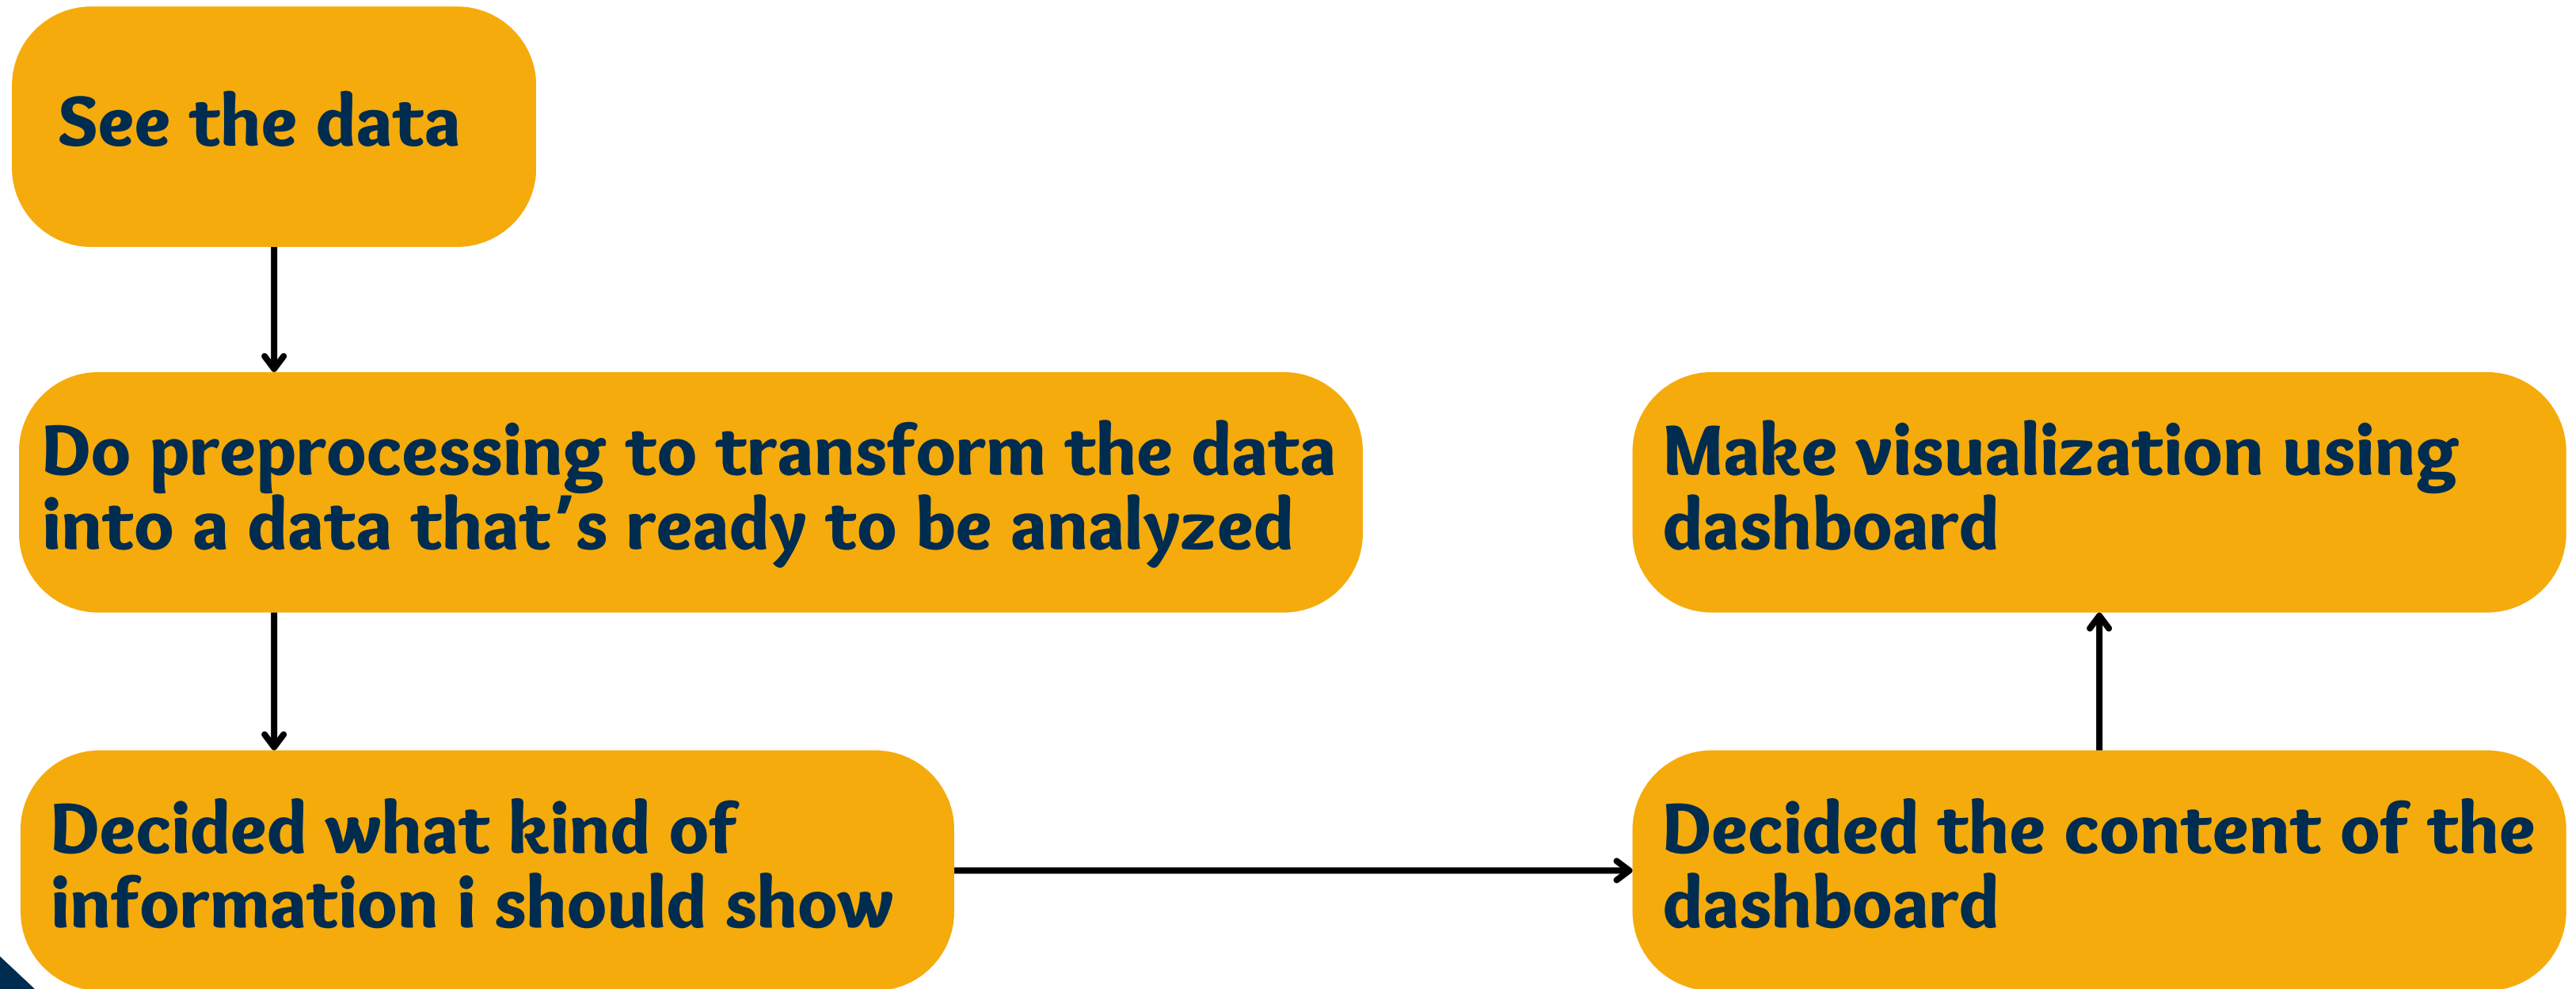 See the data
Do preprocessing to transform the data
into a data that's ready to be analyzed
Decided what kind of
information i should show
Decided the content of the
dashboard
Make visualization using
dashboard